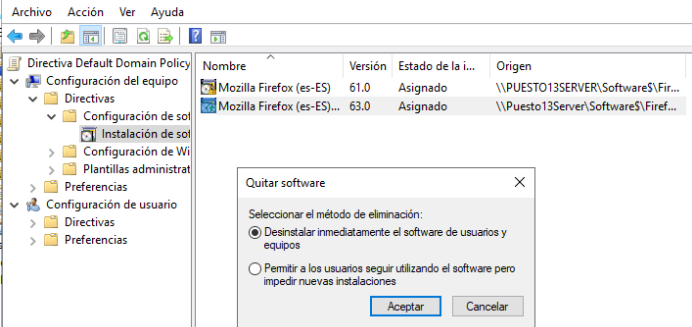 Archivo Acción Ver Ayuda
Directiva Default Domain Policy
Configuración del equipo
Directivas
Configuración de sof
Instalación de sof
Configuración de Wi
Plantillas administrat
Preferencias
Configuración de usuario
Directivas
Preferencias
Nombre Versión Estado de la i... Origen
Mozilla Firefox (es-ES) 61.0 Asignado \\PUESTO13SERVER\Software$\Fir...
Mozilla Firefox (es-ES)... 63.0 Asignado \\Puesto13Server\Software$\Firef...
Quitar software
Seleccionar el método de eliminación:
Desinstalar inmediatamente el software de usuarios y
equipos
Permitir a los usuarios seguir utilizando el software pero
impedir nuevas instalaciones
Aceptar Cancelar